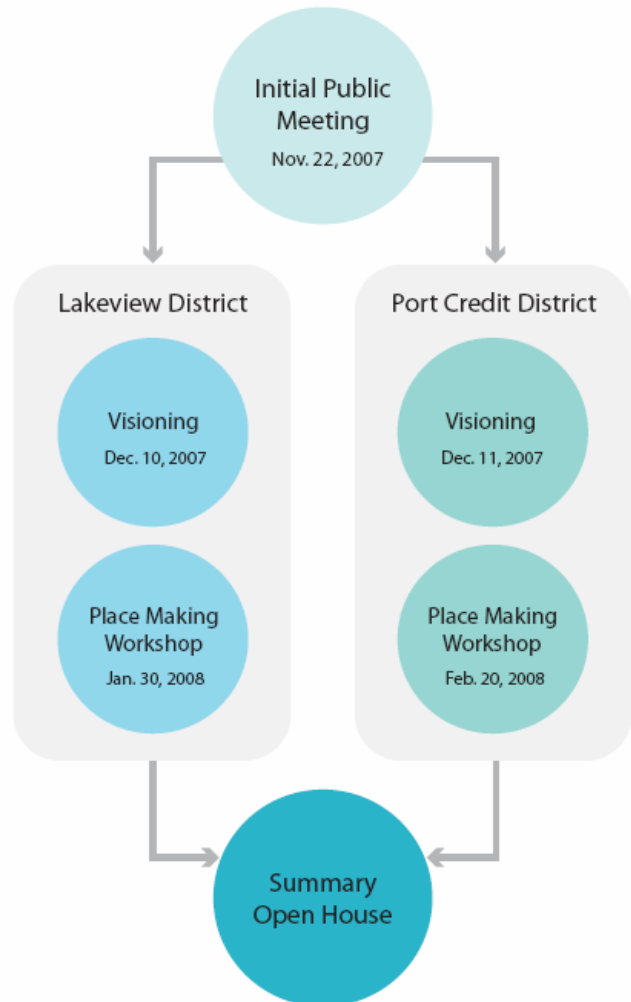 Initial Public
Meeting
Nov. 22, 2007
Lakeview District
Visioning
Dec. 10, 2007
Place Making
Workshop
Jan. 30, 2008
Port Credit District
Visioning
Dec. 11, 2007
Place Making
Workshop
Feb. 20, 2008
Summary
Open House